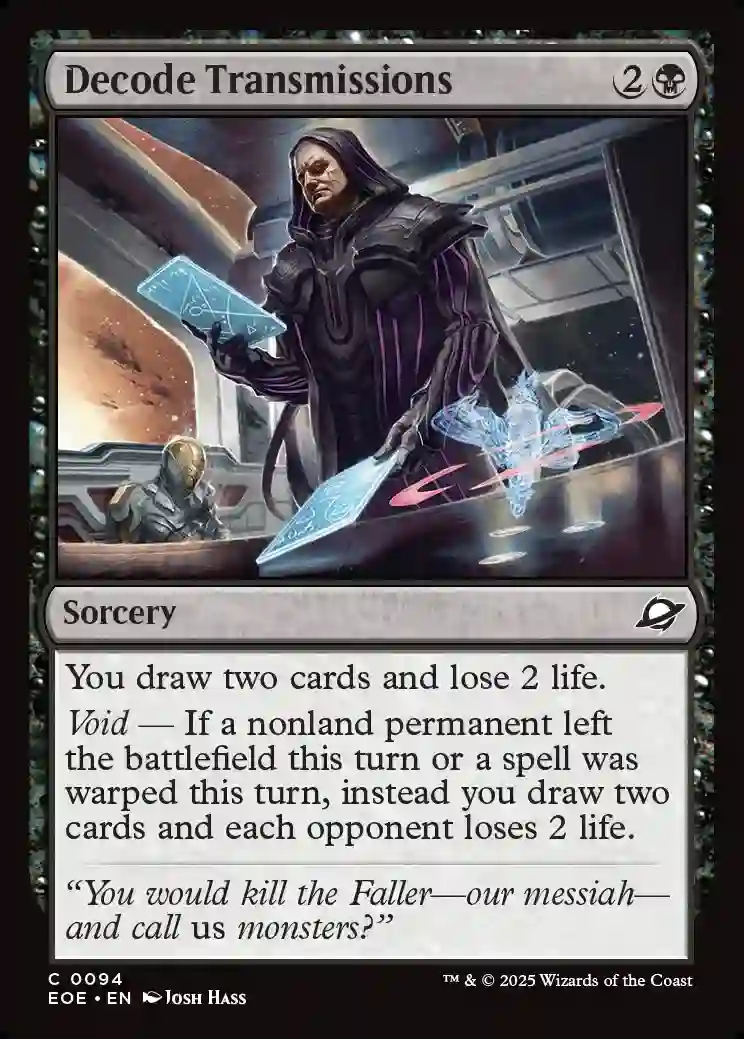 Decode Transmissions 2
Sorcery
You draw two cards and lose 2 life.
Void — If a nonland permanent left
the battlefield this turn or a spell was
warped this turn, instead you draw two
cards and each opponent loses 2 life.
“You would kill the Faller—our messiah—
and call us monsters?”
C 0094
EOE • EN Josh Hass
™ & © 2025 Wizards of the Coast